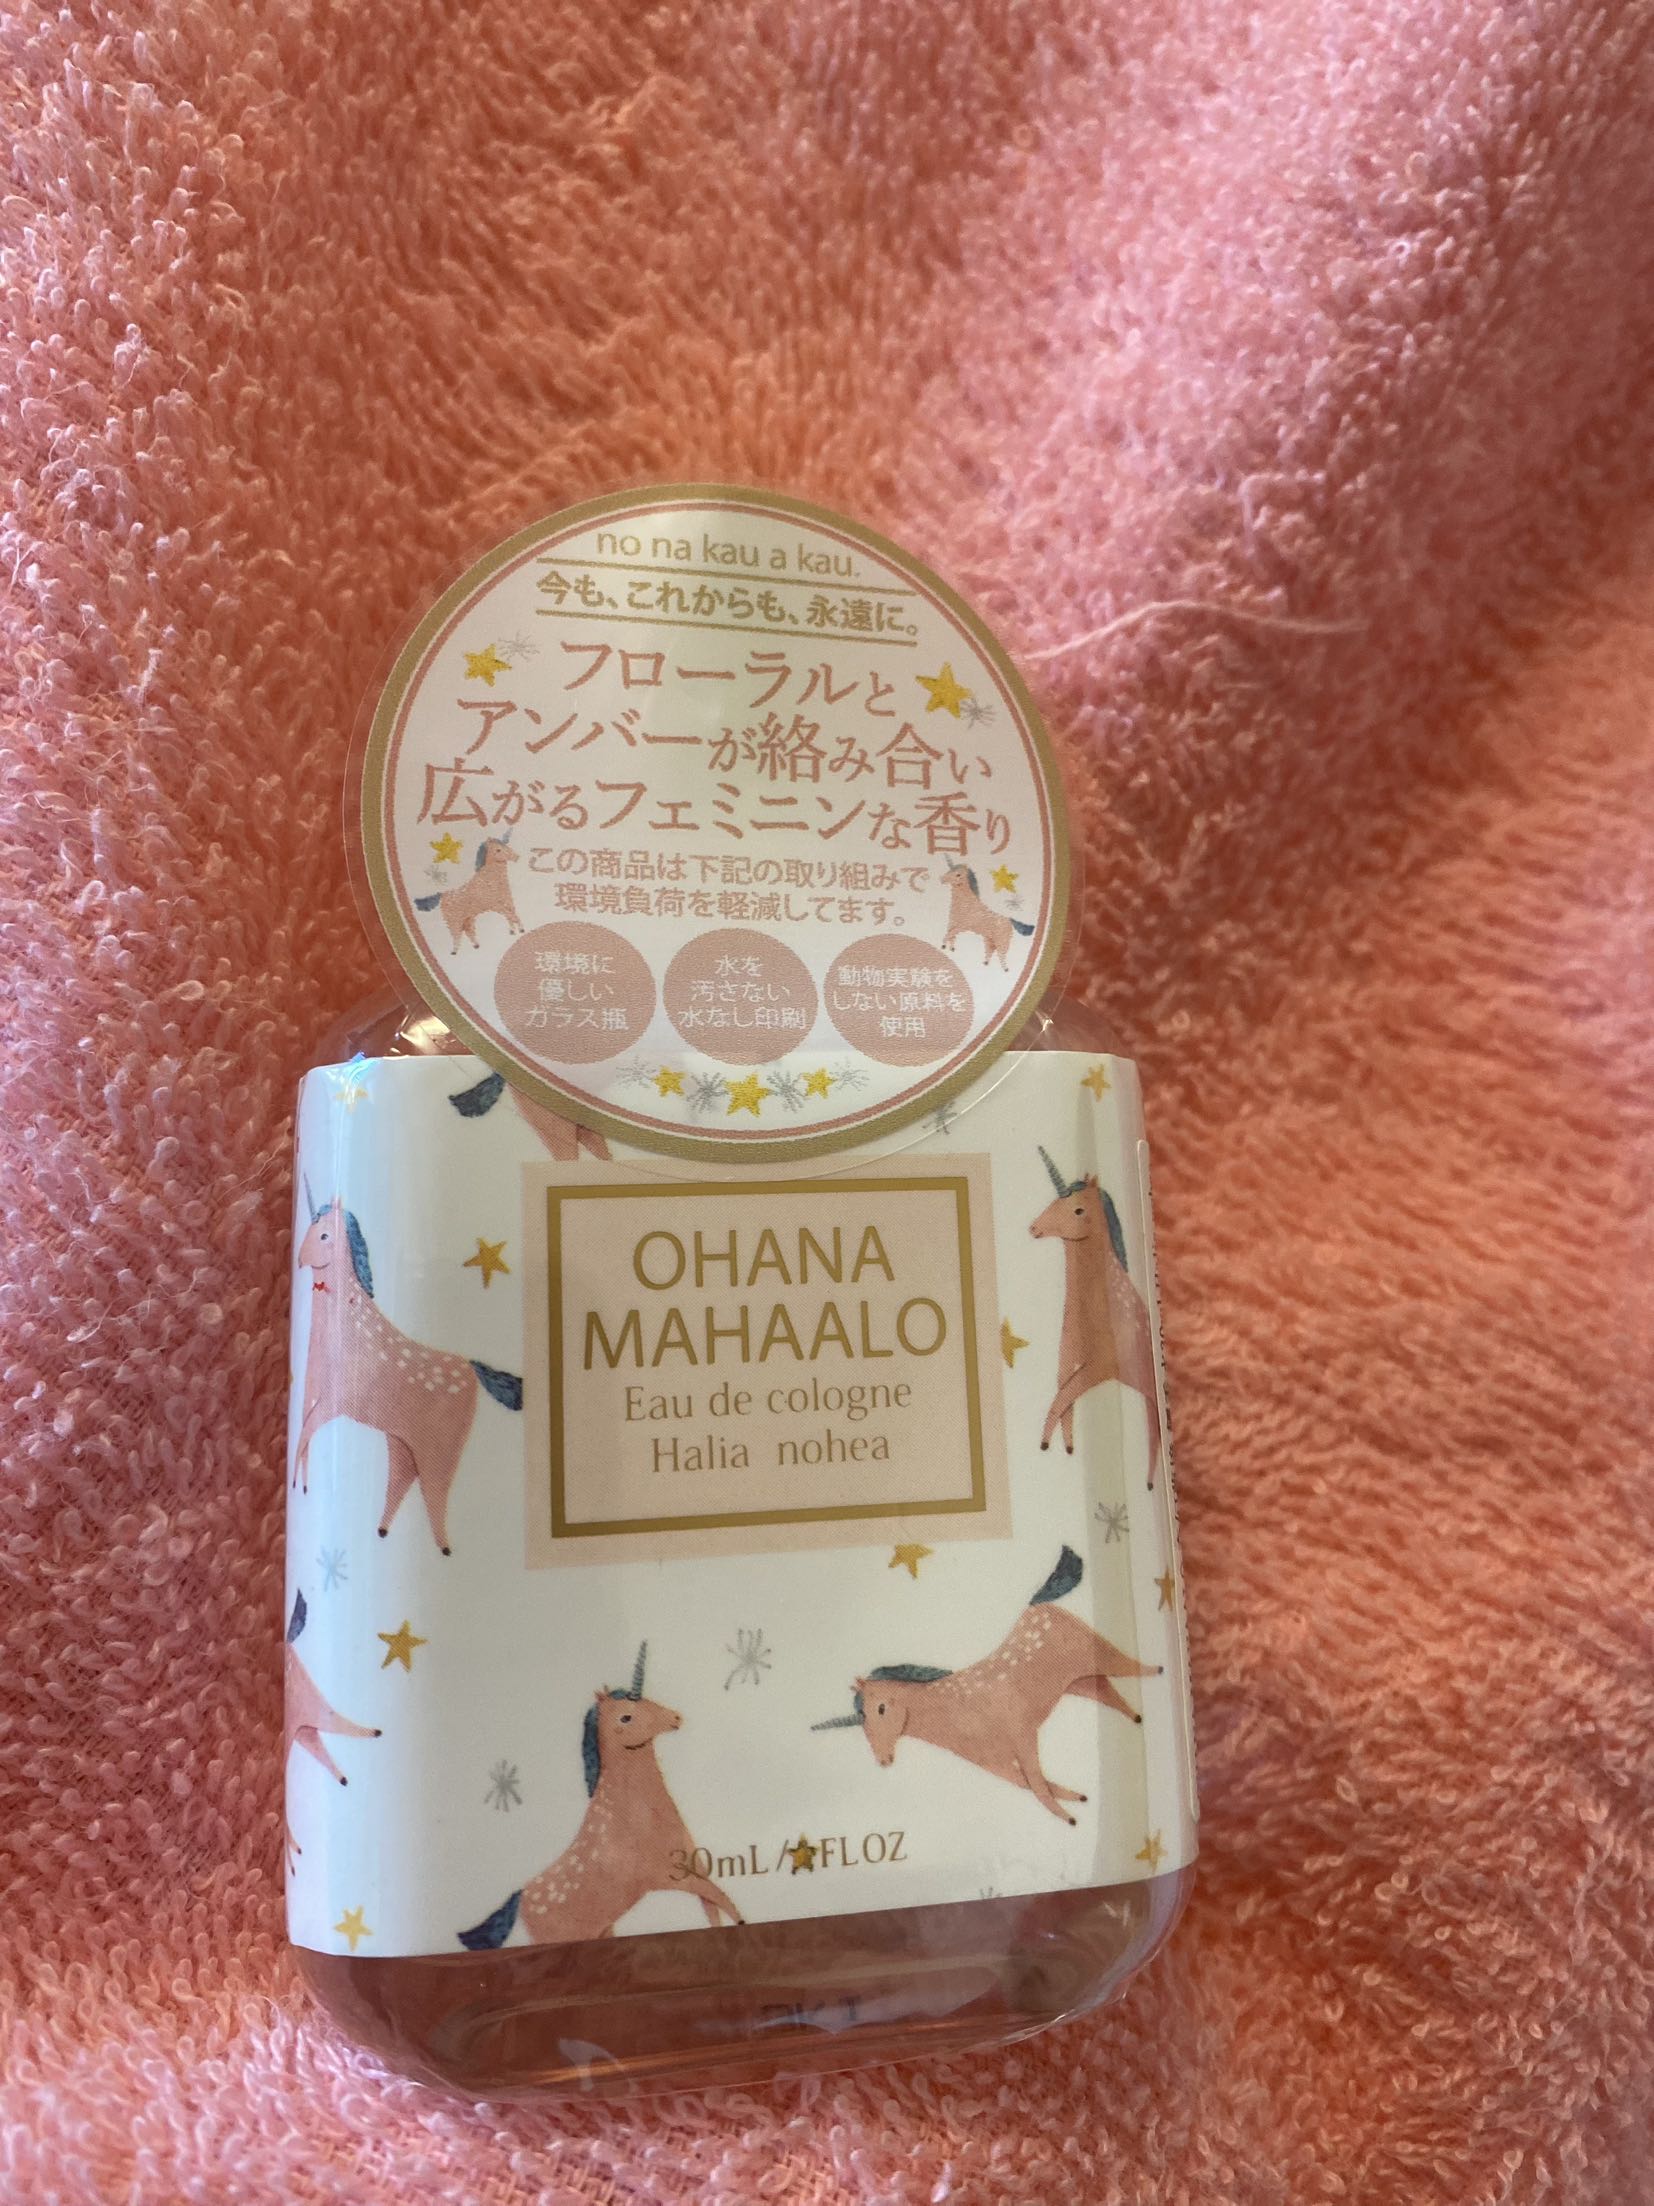 no na kau a kau.
今も、これからも、永遠に。
フローラルと
アンバーが絡み合い
広がるフェミニンな香り
この商品は下記の取り組みで
環境負荷を軽減してます。
環境に
優しい
ガラス瓶
水を
汚さない
水なし印刷
動物実験を
しない原料を
使用
OHANA
MAHAALO
Eau de cologne
Halia nohea
30mL/ FLOZ